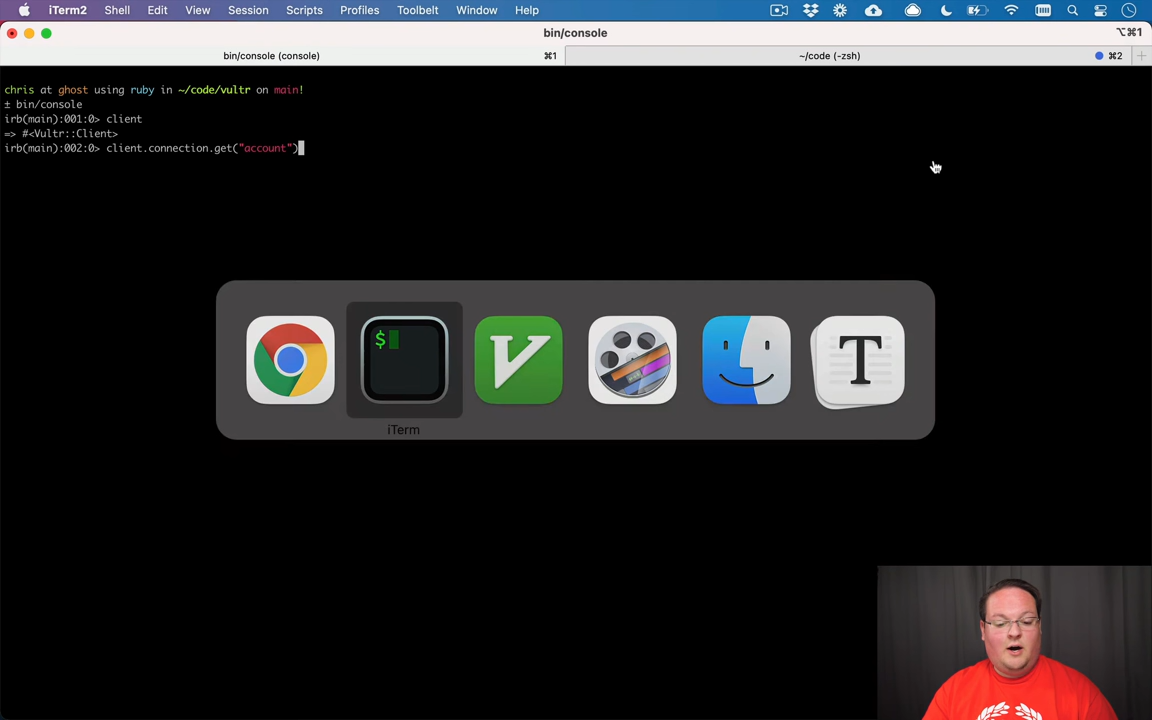 iTerm2 Shell Edit View Session Scripts Profiles Toolbelt Window Help
bin/console
⌥⌘1
bin/console (console) ⌘1
~/code (-zsh) ⌘2
chris at ghost using ruby in ~/code/vultr on main!
± bin/console
irb(main):001:0> client
=> #<Vultr::Client>
irb(main):002:0> client.connection.get("account")
$
T
iTerm